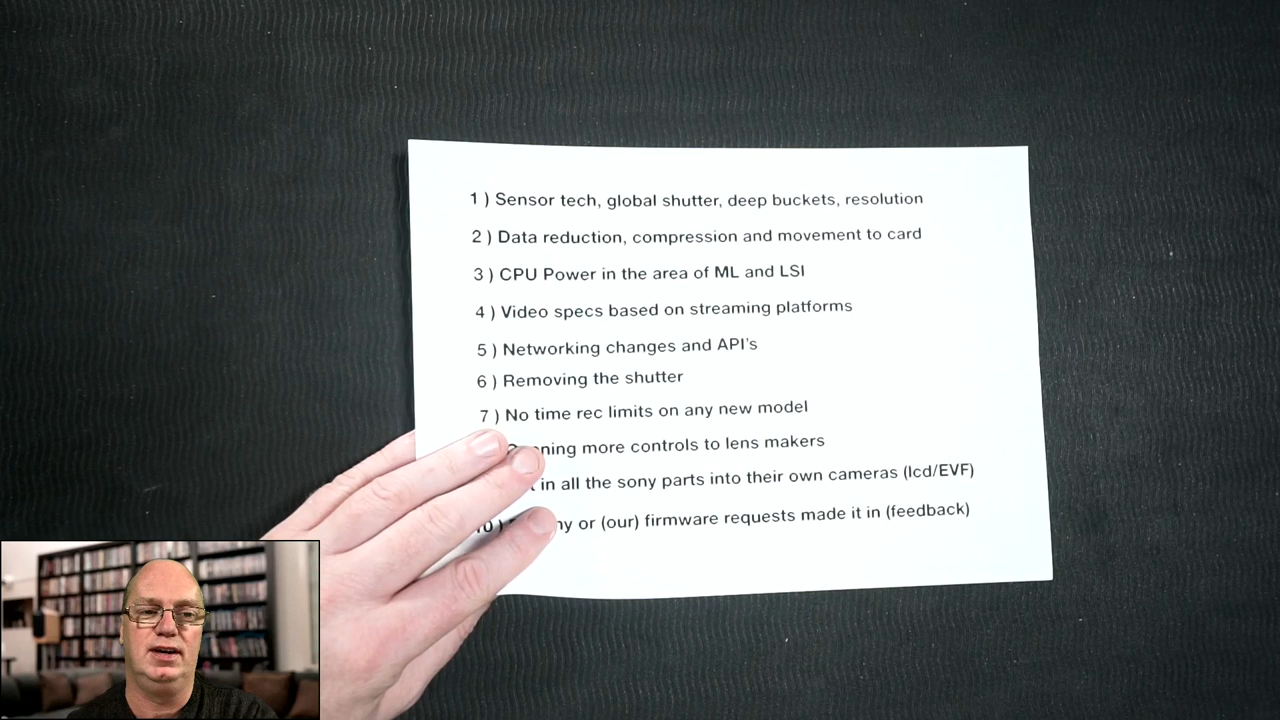 1 ) Sensor tech, global shutter, deep buckets, resolution
2 ) Data reduction, compression and movement to card
3 ) CPU Power in the area of ML and LSI
4 ) Video specs based on streaming platforms
5 ) Networking changes and API's
6 ) Removing the shutter
7 ) No time rec limits on any new model
more controls to lens makers
in all the sony parts into their own cameras (lcd/EVF)
10 ) or (our) firmware requests made it in (feedback)